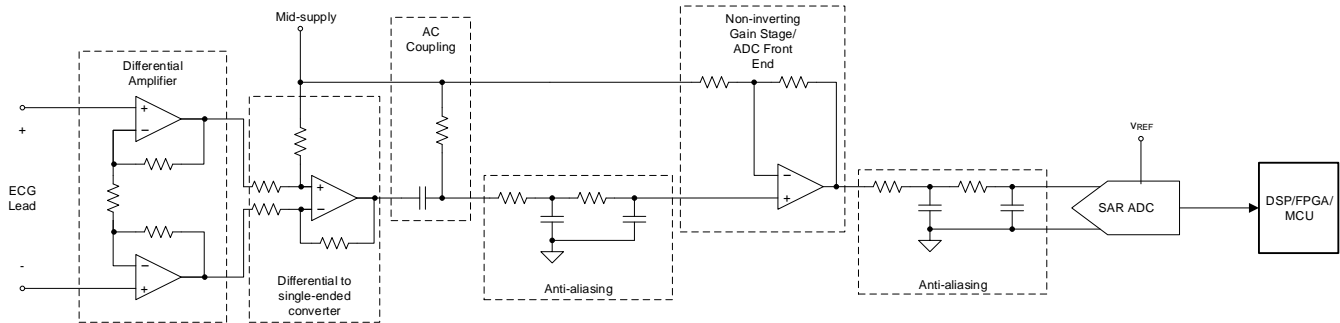 Mid-supply
AC
Coupling
Non-inverting
Gain Stage/
ADC Front
End
Differential
Amplifier
+
−
+
ECG
Lead
-
−
+
+
−
Differential to
single-ended
converter
Anti-aliasing
−
+
Anti-aliasing
VREF
SAR ADC
DSP/FPGA/
MCU